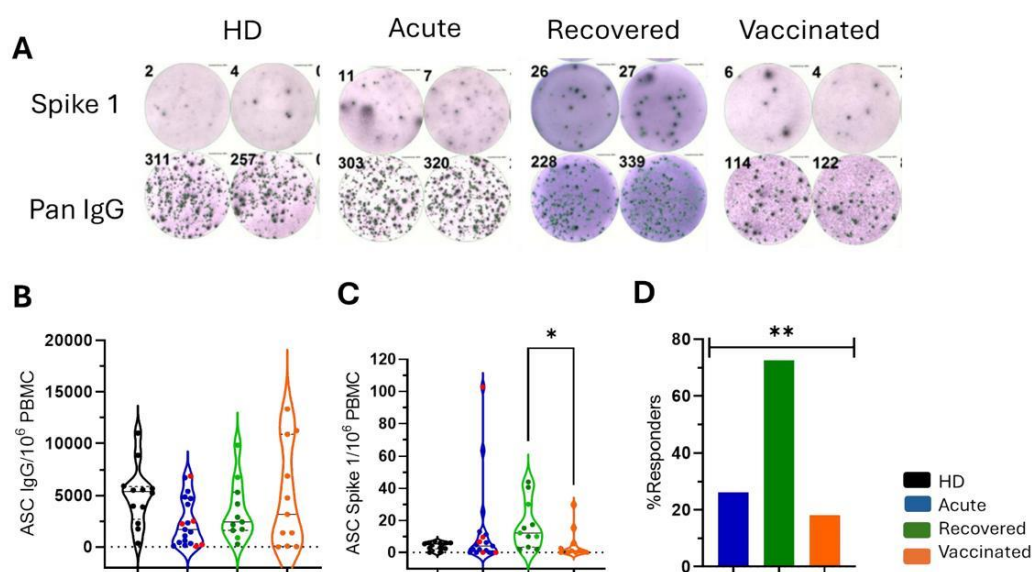 HD Acute Recovered Vaccinated
A
2 4 11 7 26 27 6 4
Spike 1
311 257 303 320 228 339 114 122
Pan IgG
B
ASC IgG/10⁶ PBMC
20000
15000
10000
5000
0
C
ASC Spike 1/10⁶ PBMC
120
100
80
60
40
20
0
*
D
%Responders
80
60
40
20
0
**
HD
Acute
Recovered
Vaccinated